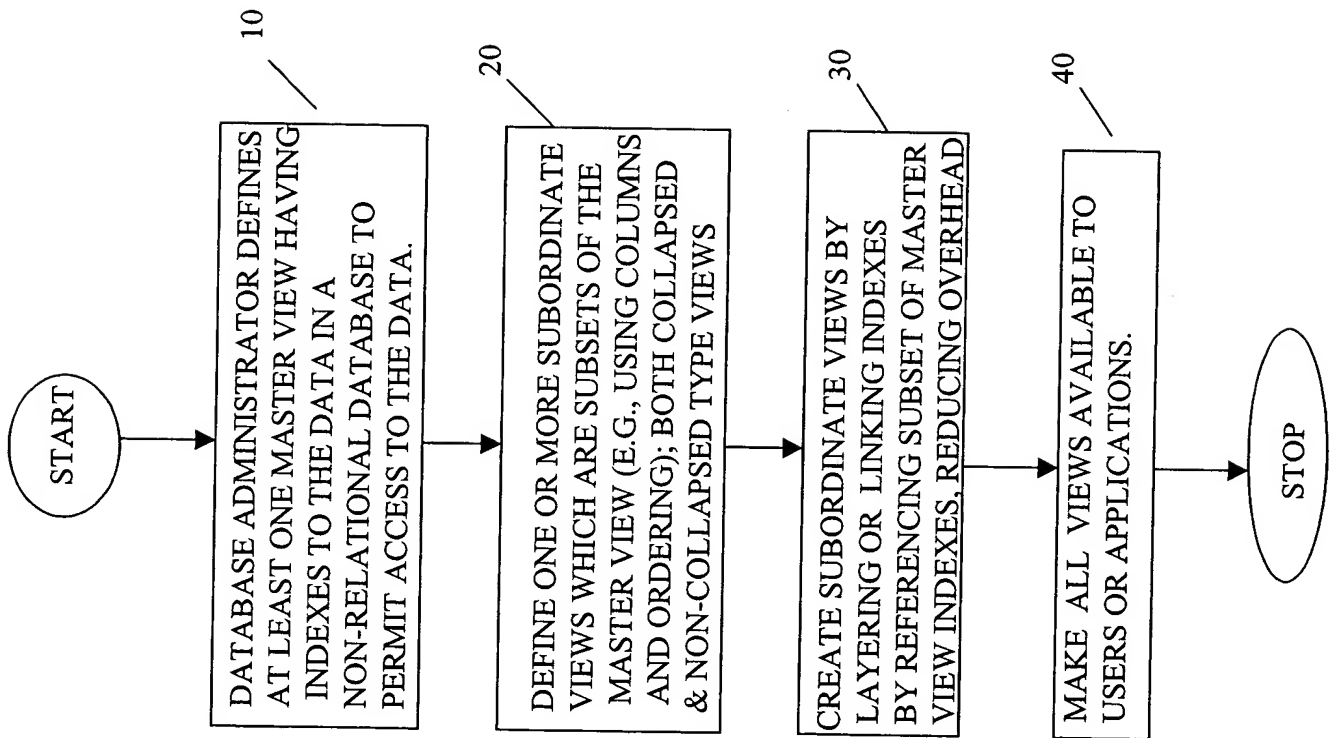 START
10
DATABASE ADMINISTRATOR DEFINES
AT LEAST ONE MASTER VIEW HAVING
INDEXES TO THE DATA IN A
NON-RELATIONAL DATABASE TO
PERMIT ACCESS TO THE DATA.
20
DEFINE ONE OR MORE SUBORDINATE
VIEWS WHICH ARE SUBSETS OF THE
MASTER VIEW (E.G., USING COLUMNS
AND ORDERING); BOTH COLLAPSED
& NON-COLLAPSED TYPE VIEWS
30
CREATE SUBORDINATE VIEWS BY
LAYERING OR LINKING INDEXES
BY REFERENCING SUBSET OF MASTER
VIEW INDEXES, REDUCING OVERHEAD
40
MAKE ALL VIEWS AVAILABLE TO
USERS OR APPLICATIONS.
STOP